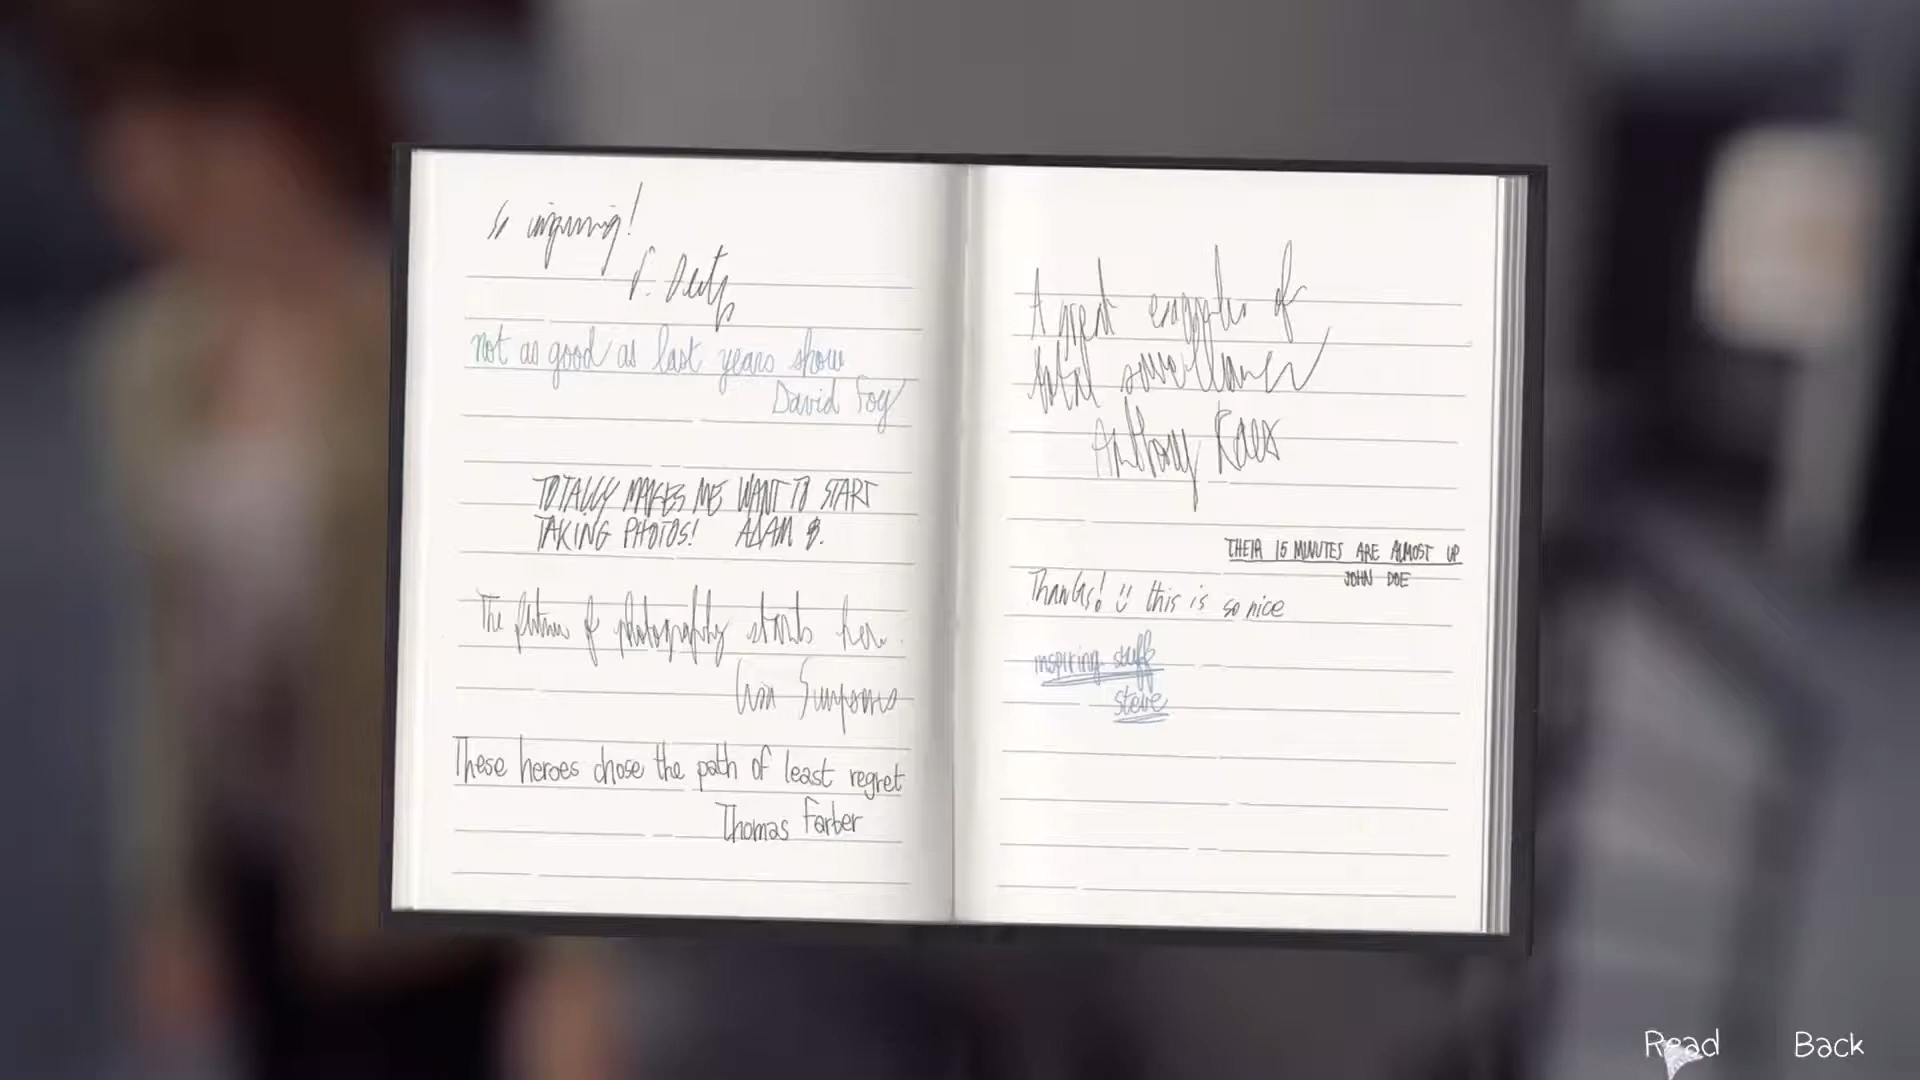 So inspiring!
not as good as last years show
David Foy
TOTALLY MAKES ME WANT TO START
TAKING PHOTOS! ADAM B.
The future of photography starts here.
Simpsons
These heroes chose the path of least regret
Thomas Farber
A great example of
total surveillance
Anthony
THEIR 15 MINUTES ARE ALMOST UP
JOHN DOE
Thanks! this is so nice
inspiring stuff
steve
Read Back